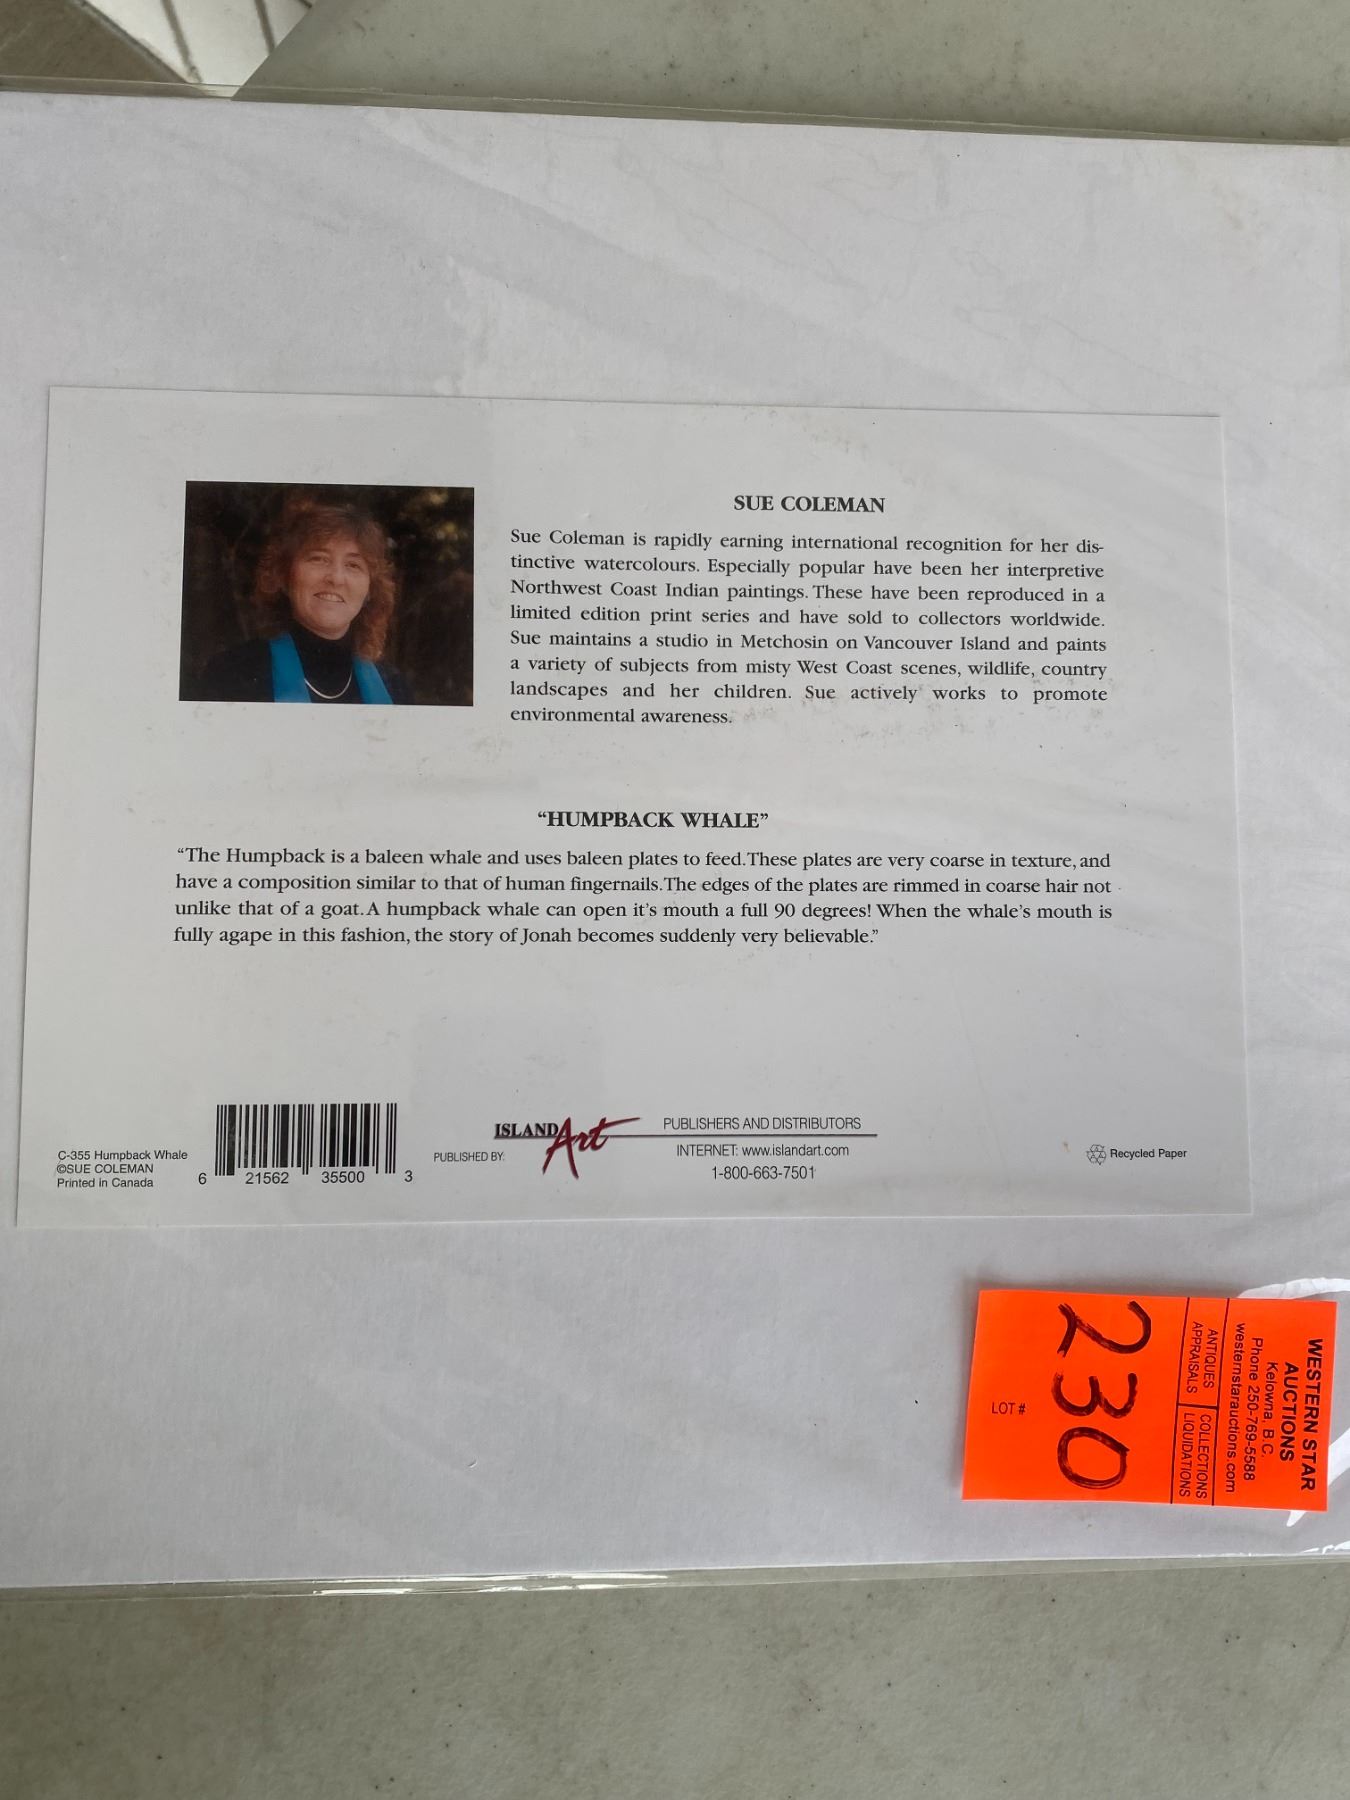 SUE COLEMAN
Sue Coleman is rapidly earning international recognition for her dis-
tinctive watercolours. Especially popular have been her interpretive
Northwest Coast Indian paintings. These have been reproduced in a
limited edition print series and have sold to collectors worldwide.
Sue maintains a studio in Metchosin on Vancouver Island and paints
a variety of subjects from misty West Coast scenes, wildlife, country
landscapes and her children. Sue actively works to promote
environmental awareness.
“HUMPBACK WHALE”
“The Humpback is a baleen whale and uses baleen plates to feed.These plates are very coarse in texture, and
have a composition similar to that of human fingernails.The edges of the plates are rimmed in coarse hair not
unlike that of a goat. A humpback whale can open it's mouth a full 90 degrees! When the whale's mouth is
fully agape in this fashion, the story of Jonah becomes suddenly very believable.”
C-355 Humpback Whale
©SUE COLEMAN
Printed in Canada
6 21562 35500 3
PUBLISHED BY:
ISLAND Art
PUBLISHERS AND DISTRIBUTORS
INTERNET: www.islandart.com
1-800-663-7501
Recycled Paper
WESTERN STAR
AUCTIONS
Kelowna, B.C.
Phone 250-769-5588
westernstarauctions.com
ANTIQUES COLLECTIONS
APPRAISALS LIQUIDATIONS
230
LOT #